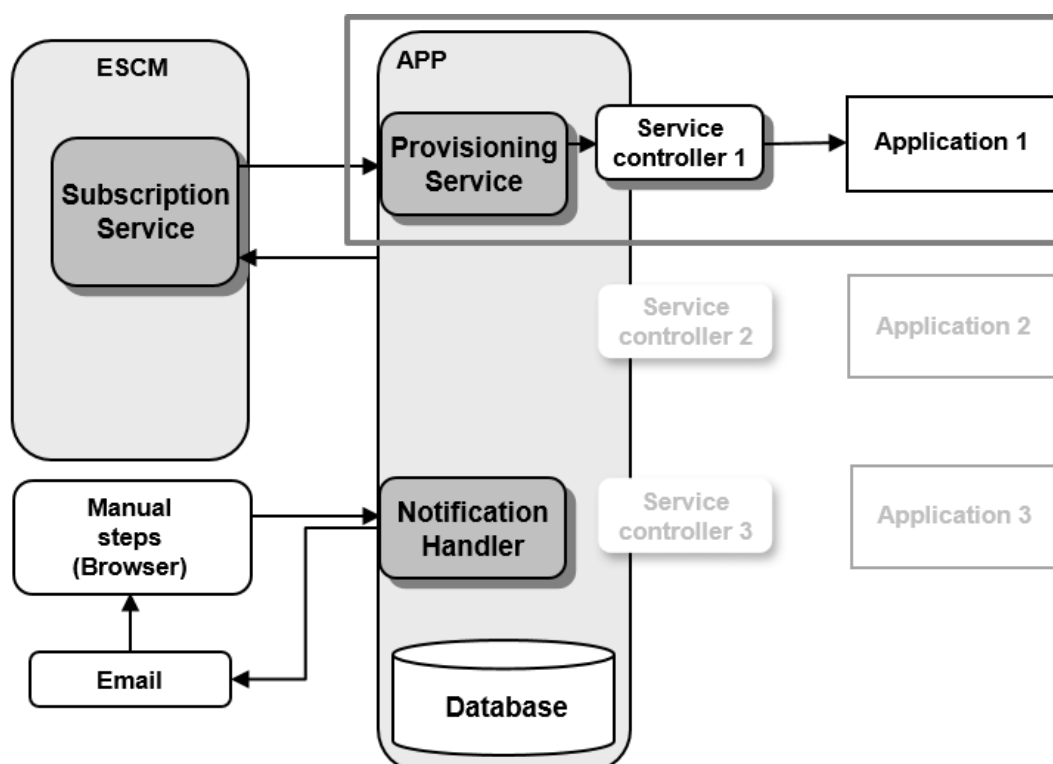 ESCM
APP
Subscription
Service
Provisioning
Service
Service
controller 1
Application 1
Service
controller 2
Application 2
Manual
steps
(Browser)
Notification
Handler
Service
controller 3
Application 3
Email
Database